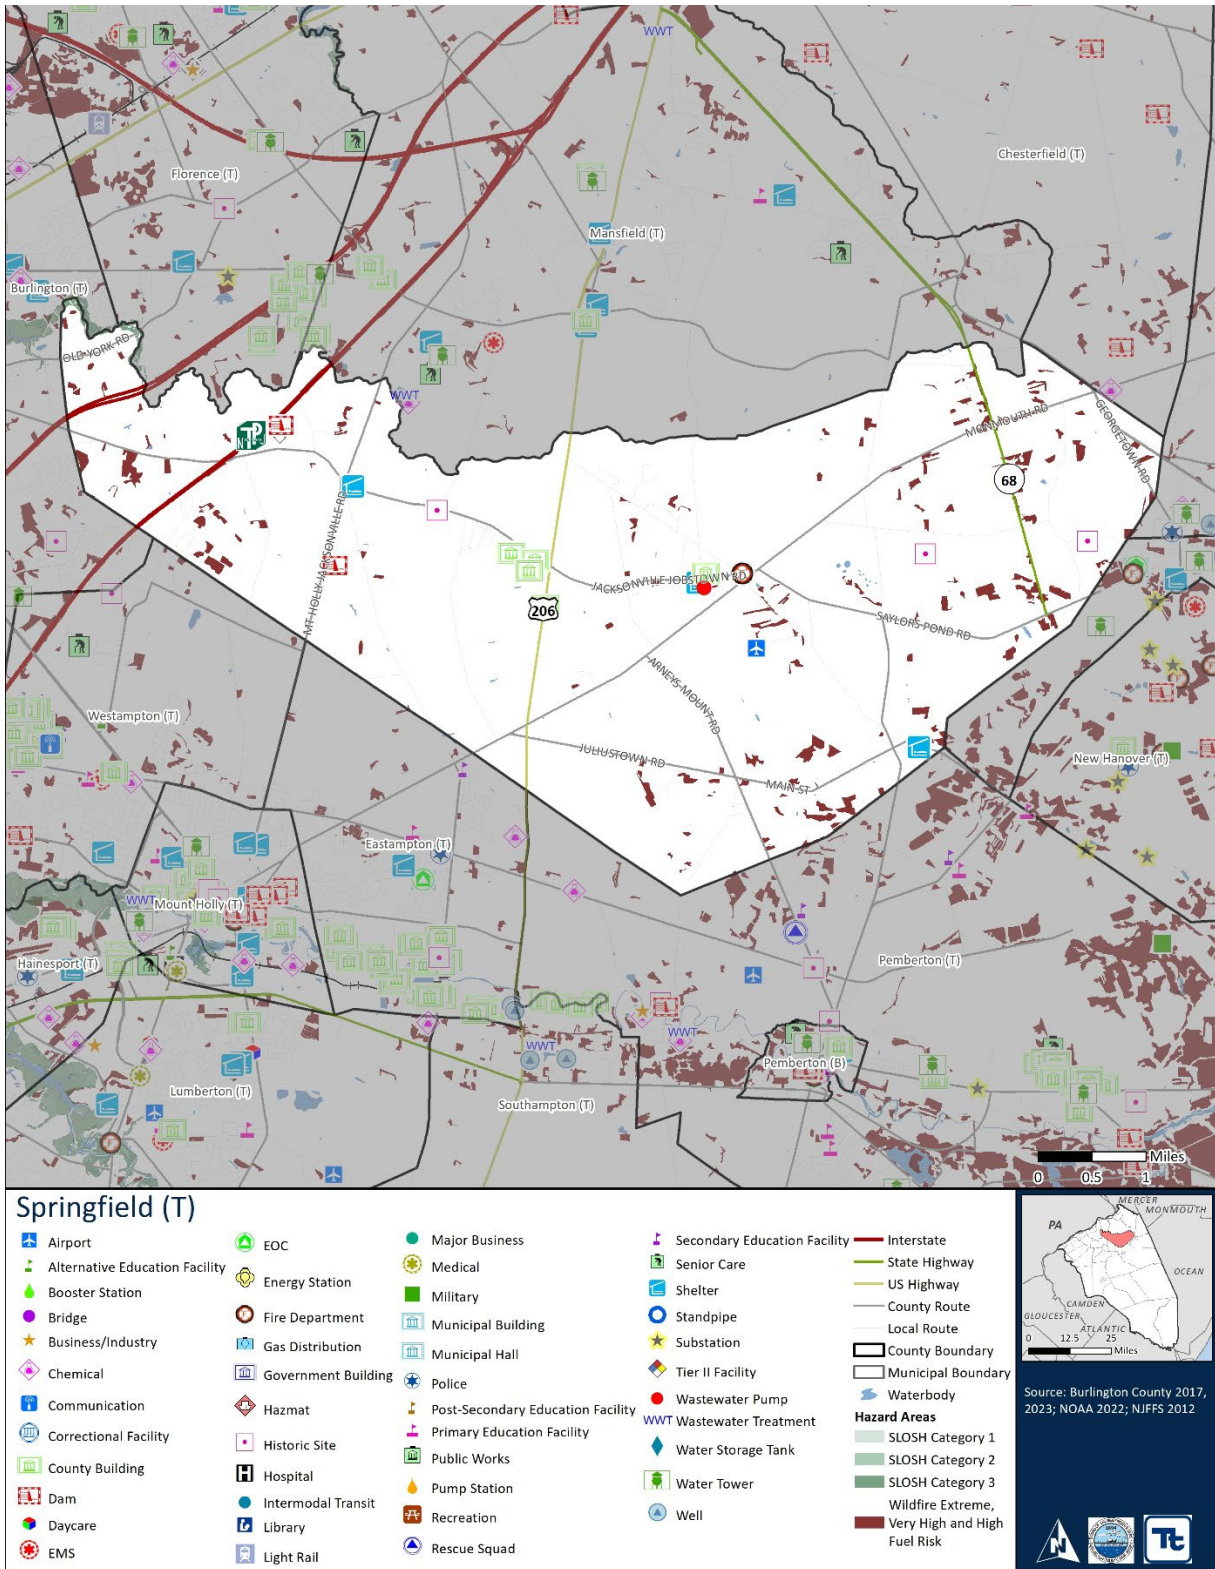 WWT
Chesterfield (T)
Florence (T)
Mansfield (T)
Burlington (T)
OLD YORK RD
WWT
MONMOUTH RD
GEORGETOWN RD
68
MT HOLLY JACKSONVILLE RD
JACKSONVILLE JOBSTOWN RD
206
SAYLORS POND RD
ARNEYS MOUNT RD
Westampton (T)
JULIUSTOWN RD
MAIN ST
New Hanover (T)
Eastampton (T)
WWT
Mount Holly (T)
Hainesport (T)
Pemberton (T)
WWT
WWT
Pemberton (B)
Lumberton (T)
Southampton (T)
Miles
0 0.5 1
Springfield (T)
Airport
Alternative Education Facility
Booster Station
Bridge
Business/Industry
Chemical
Communication
Correctional Facility
County Building
Dam
Daycare
EMS
EOC
Energy Station
Fire Department
Gas Distribution
Government Building
Hazmat
Historic Site
Hospital
Intermodal Transit
Library
Light Rail
Major Business
Medical
Military
Municipal Building
Municipal Hall
Police
Post-Secondary Education Facility
Primary Education Facility
Public Works
Pump Station
Recreation
Rescue Squad
Secondary Education Facility
Senior Care
Shelter
Standpipe
Substation
Tier II Facility
Wastewater Pump
WWT Wastewater Treatment
Water Storage Tank
Water Tower
Well
Interstate
State Highway
US Highway
County Route
Local Route
County Boundary
Municipal Boundary
Waterbody
Hazard Areas
SLOSH Category 1
SLOSH Category 2
SLOSH Category 3
Wildfire Extreme,
Very High and High
Fuel Risk
MERCER
MONMOUTH
PA
OCEAN
CAMDEN
GLOUCESTER
ATLANTIC
0 12.5 25
Miles
Source: Burlington County 2017,
2023; NOAA 2022; NJFFS 2012
N
Tt